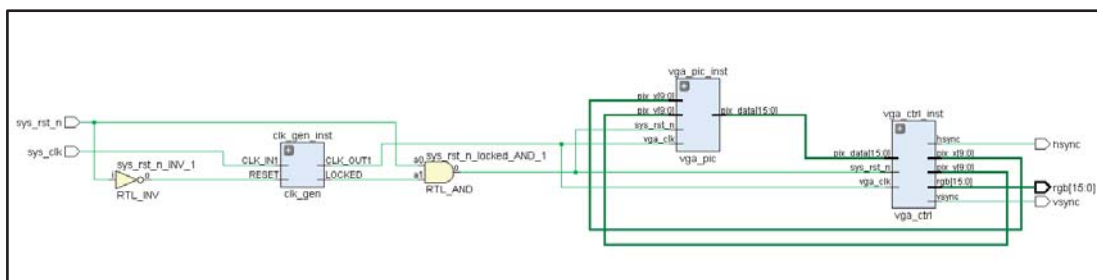 sys_rst_n
sys_clk
sys_rst_n_INV_1
i
o
RTL_INV
clk_gen_inst
CLK_IN1
CLK_OUT1
RESET
LOCKED
clk_gen
sys_rst_n_locked_AND_1
a0
a1
o
RTL_AND
vga_pic_inst
pix_x[9:0]
pix_y[9:0]
pix_data[15:0]
sys_rst_n
vga_clk
vga_pic
vga_ctrl_inst
hsync
pix_data[15:0]
pix_x[9:0]
sys_rst_n
pix_y[9:0]
vga_clk
rgb[15:0]
vsync
vga_ctrl
hsync
rgb[15:0]
vsync